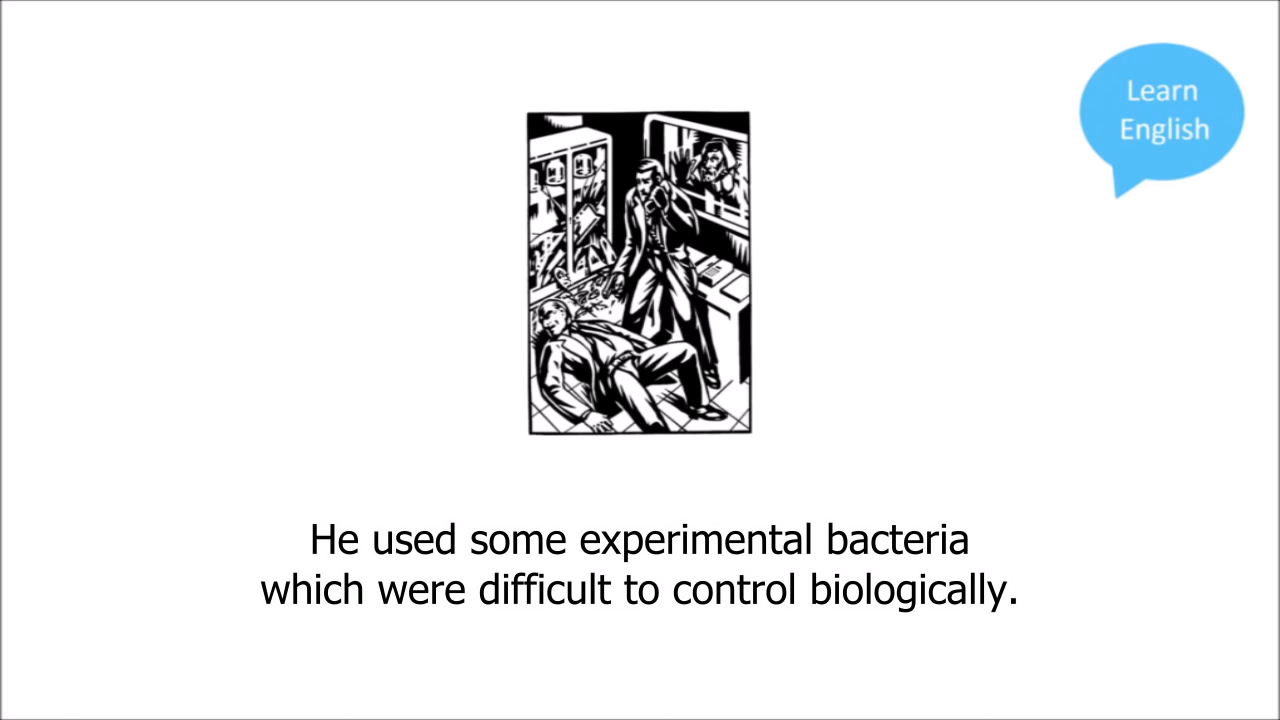 Learn
English
He used some experimental bacteria
which were difficult to control biologically.